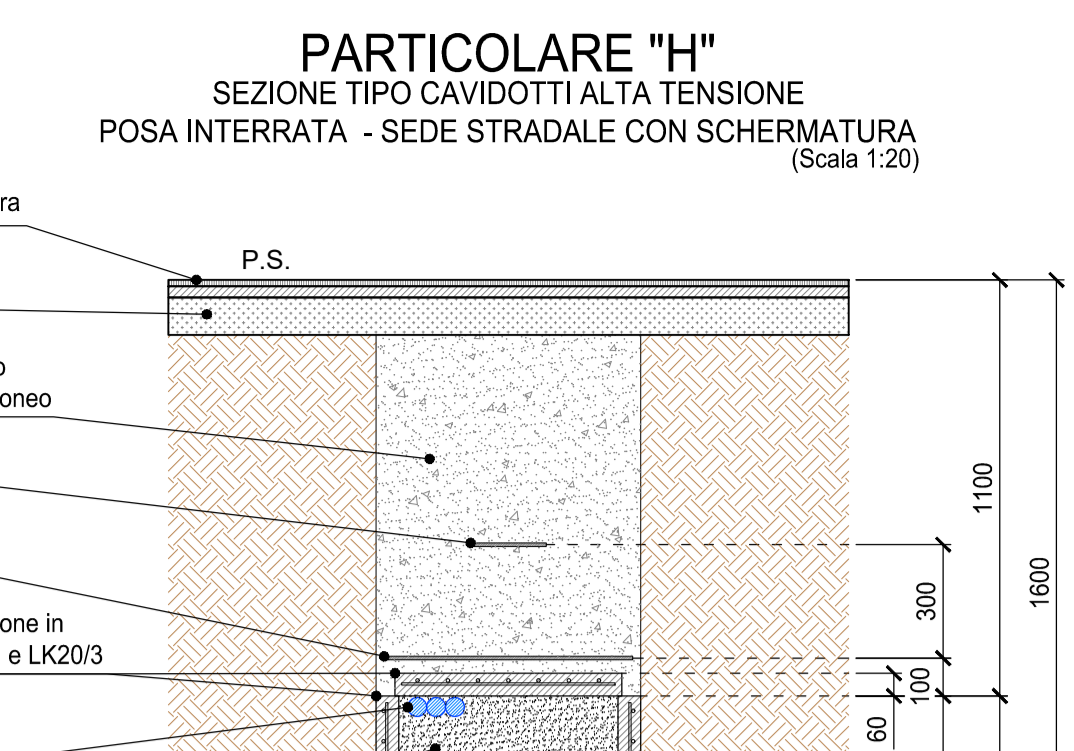 PARTICOLARE "H"
SEZIONE TIPO CAVIDOTTI ALTA TENSIONE
POSA INTERRATA - SEDE STRADALE CON SCHERMATURA
(Scala 1:20)
ra
P.S.
o
oneo
one in
e LK20/3
1100
1600
300
100
60